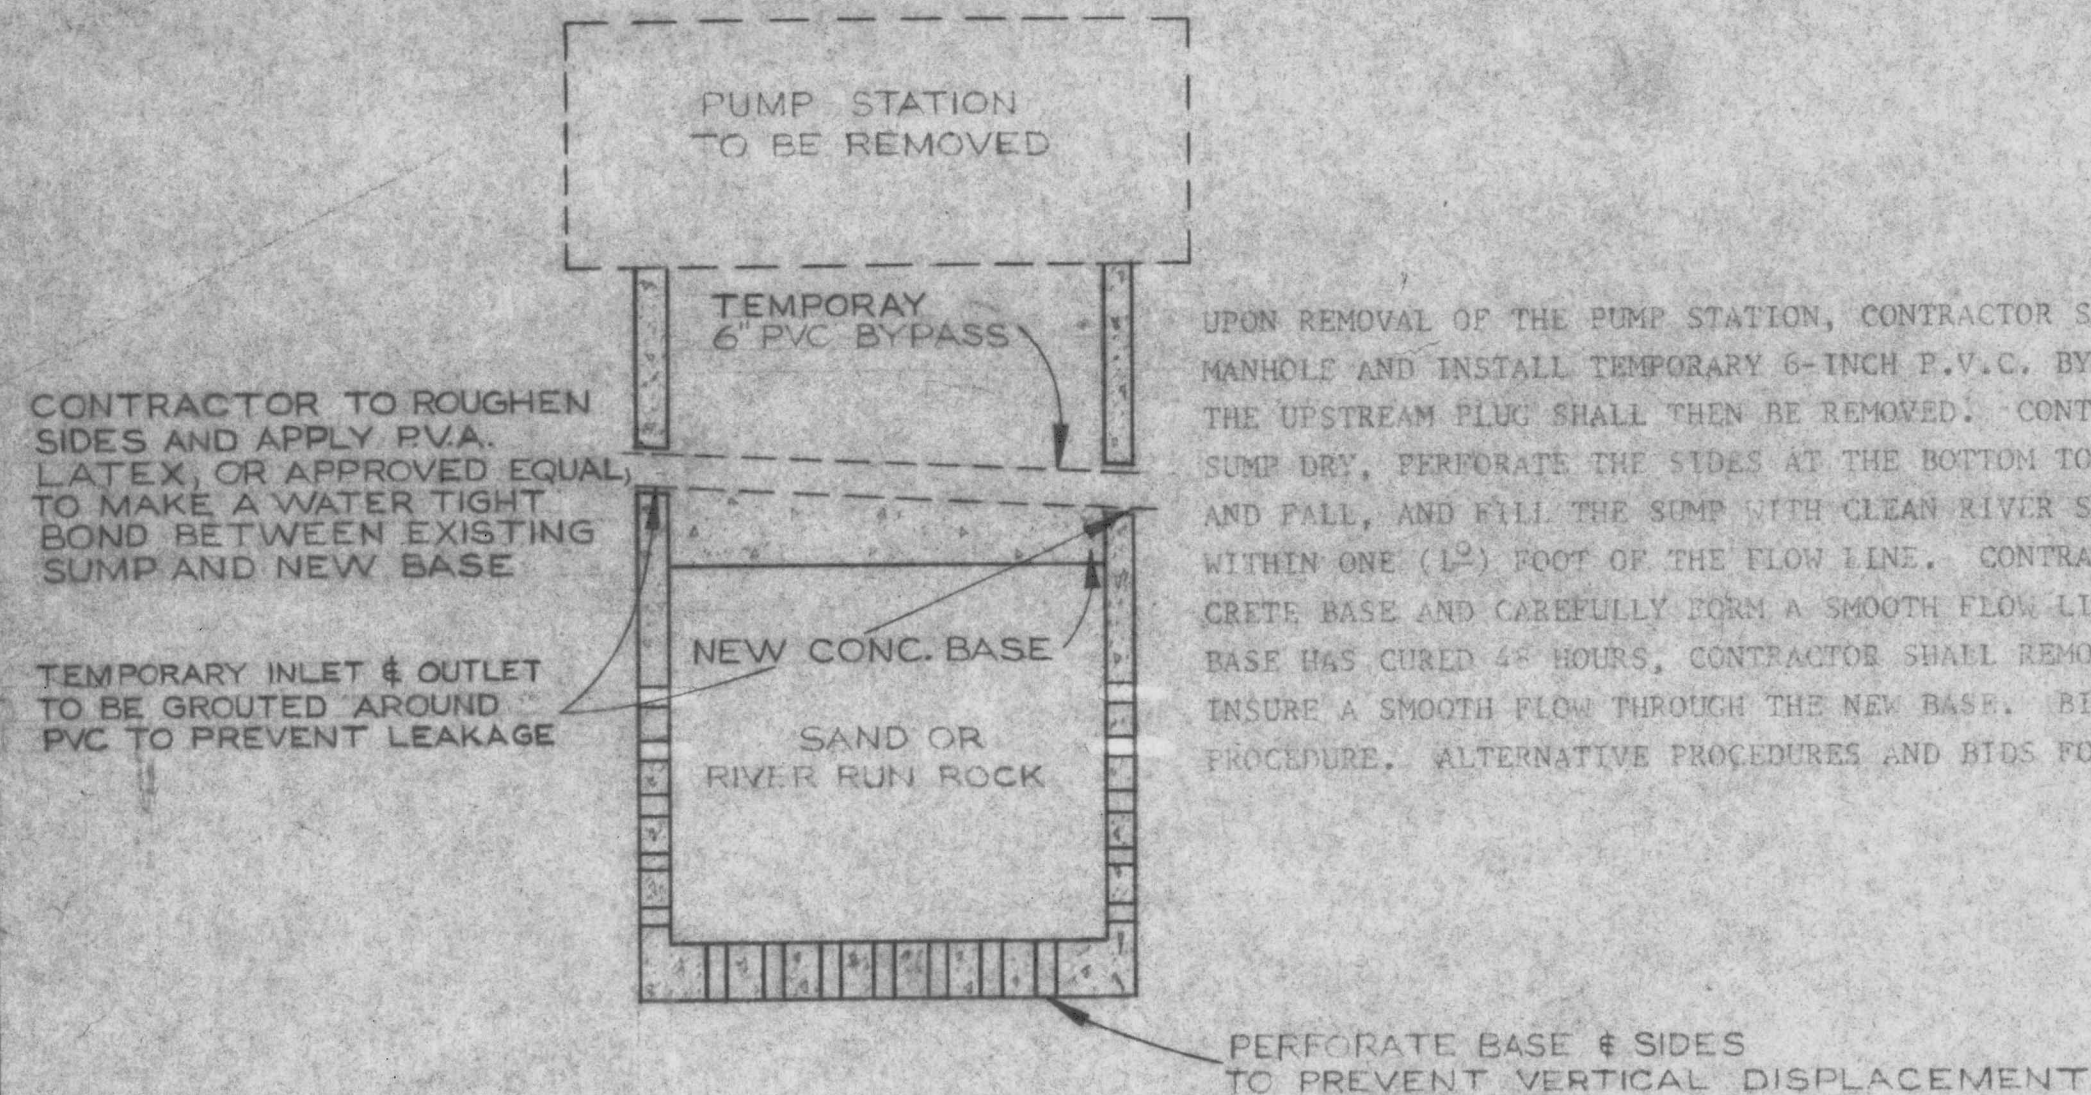 PUMP STATION
TO BE REMOVED
TEMPORAY
6" PVC BYPASS
CONTRACTOR TO ROUGHEN
SIDES AND APPLY P.V.A.
LATEX, OR APPROVED EQUAL,
TO MAKE A WATER TIGHT
BOND BETWEEN EXISTING
SUMP AND NEW BASE
TEMPORARY INLET & OUTLET
TO BE GROUTED AROUND
PVC TO PREVENT LEAKAGE
NEW CONC. BASE
SAND OR
RIVER RUN ROCK
UPON REMOVAL OF THE PUMP STATION, CONTRACTOR S
MANHOLE AND INSTALL TEMPORARY 6-INCH P.V.C. BY
THE UPSTREAM PLUG SHALL THEN BE REMOVED. CONT
SUMP DRY, PERFORATE THE SIDES AT THE BOTTOM TO
AND FALL, AND FILL THE SUMP WITH CLEAN RIVER S
WITHIN ONE (1º) FOOT OF THE FLOW LINE. CONTRA
CRETE BASE AND CAREFULLY FORM A SMOOTH FLOW LI
BASE HAS CURED 48 HOURS, CONTRACTOR SHALL REMO
INSURE A SMOOTH FLOW THROUGH THE NEW BASE. BI
PROCEDURE. ALTERNATIVE PROCEDURES AND BIDS FO
PERFORATE BASE & SIDES
TO PREVENT VERTICAL DISPLACEMENT